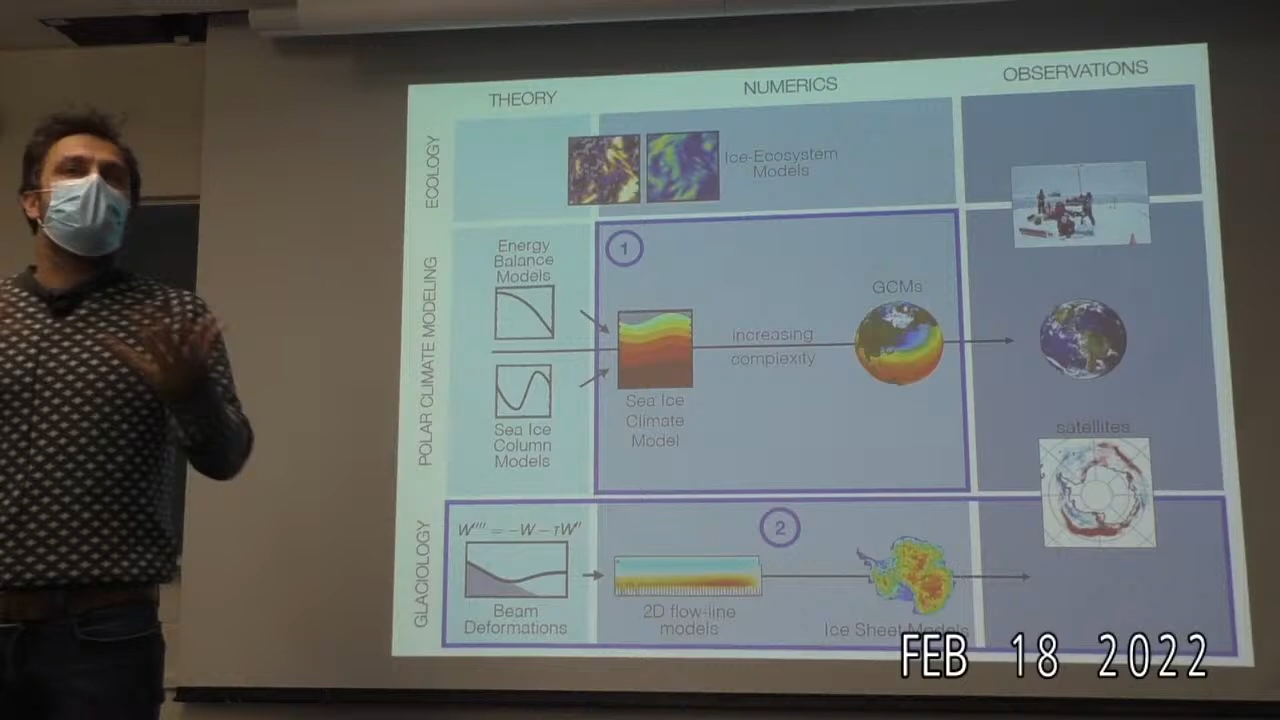 THEORY
NUMERICS
OBSERVATIONS
ECOLOGY
Ice-Ecosystem
Models
POLAR CLIMATE MODELING
Energy
Balance
Models
1
GCMs
increasing
complexity
Sea Ice
Climate
Model
Sea Ice
Column
Models
satellites
GLACIOLOGY
W'''' = -W - τW''
2
Beam
Deformations
2D flow-line
models
Ice Sheet Models
FEB 18 2022